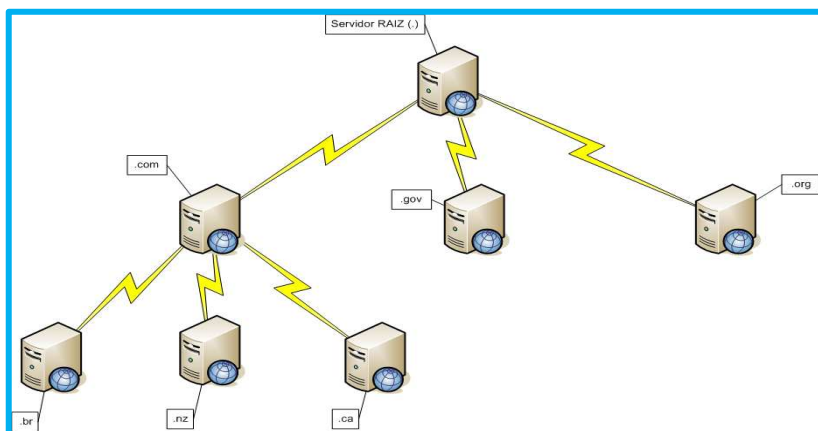 Servidor RAIZ (.)
.com
.gov
.org
.br
.nz
.ca